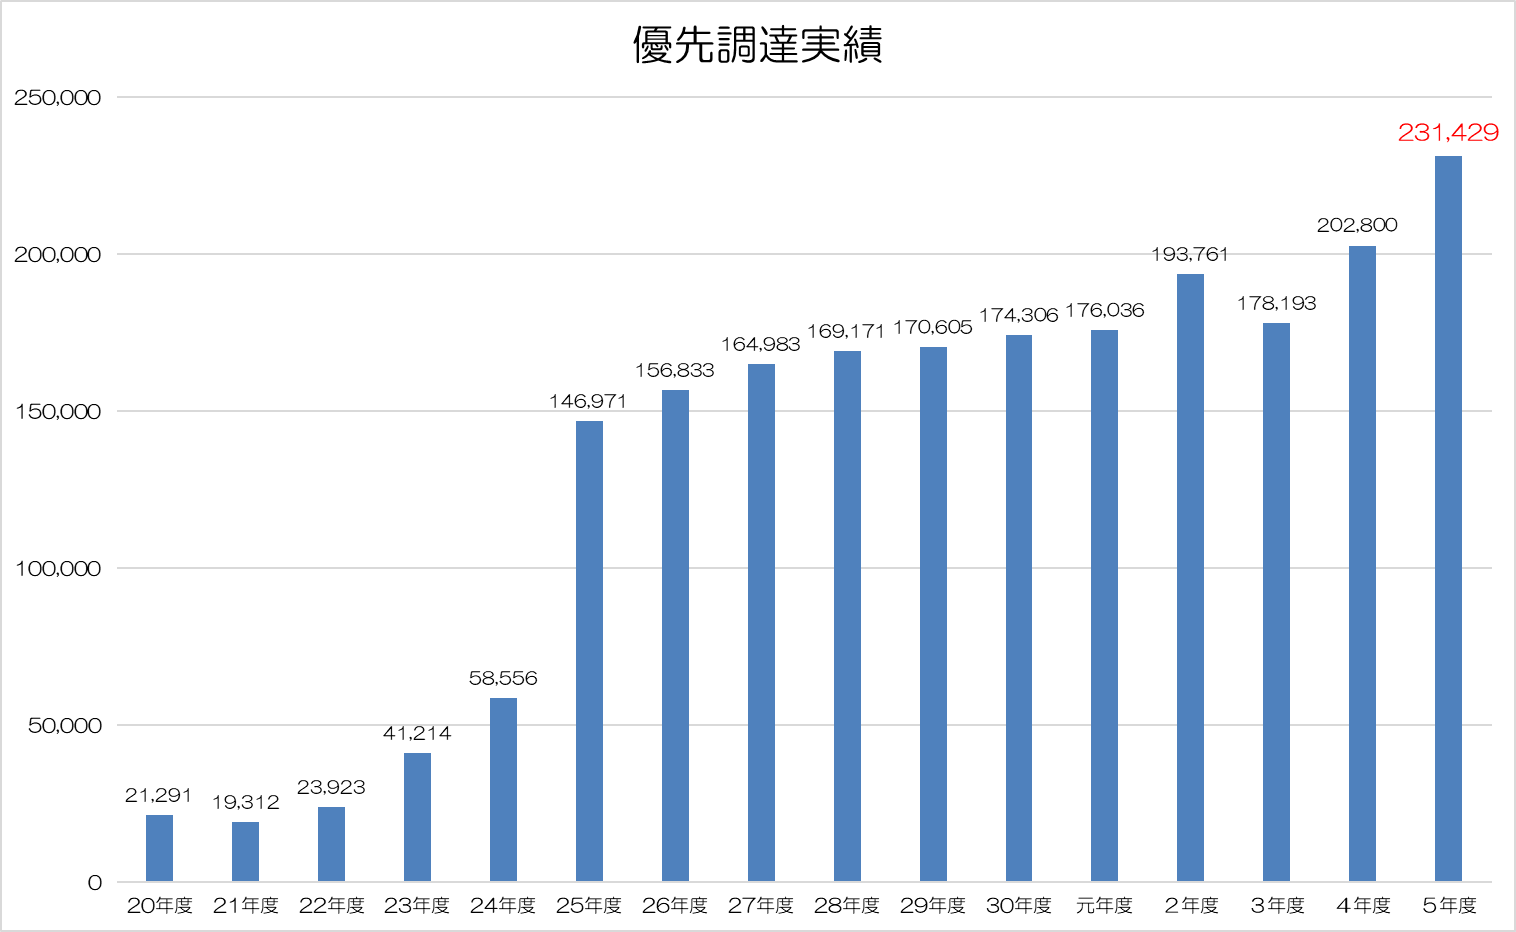 優先調達実績
250,000
200,000
150,000
100,000
50,000
0
21,291
19,312
23,923
41,214
58,556
146,971
156,833
164,983
169,171
170,605
174,306
176,036
193,761
178,193
202,800
231,429
20年度
21年度
22年度
23年度
24年度
25年度
26年度
27年度
28年度
29年度
30年度
元年度
２年度
３年度
４年度
５年度